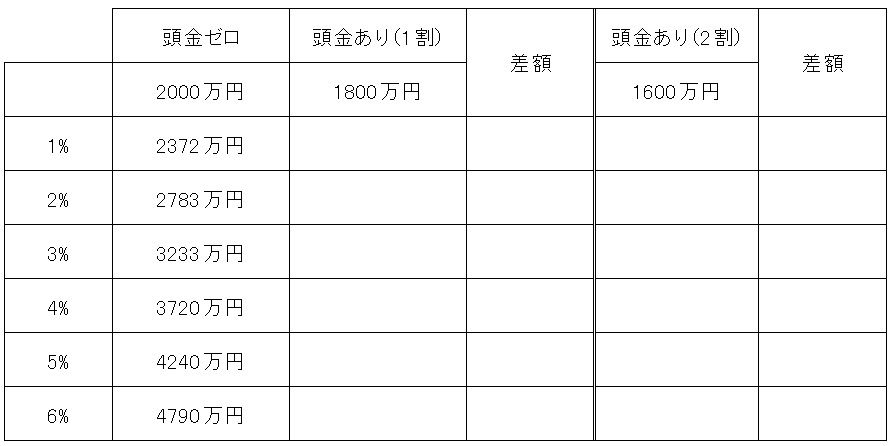 頭金ゼロ 頭金あり(1割) 差額 頭金あり(2割) 差額
2000万円 1800万円 1600万円
1% 2372万円
2% 2783万円
3% 3233万円
4% 3720万円
5% 4240万円
6% 4790万円